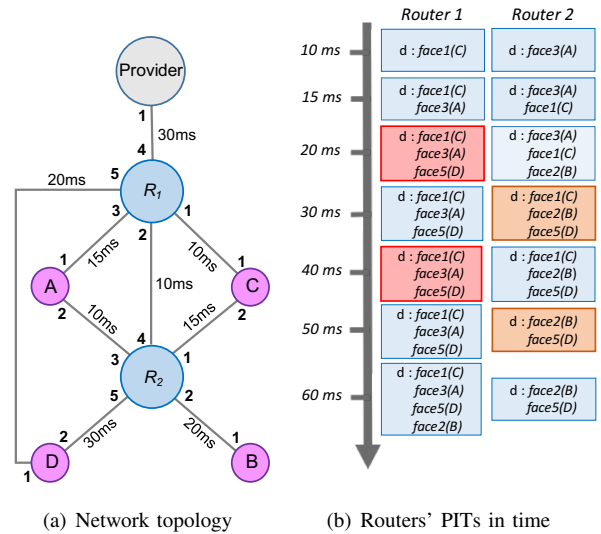 Provider
1
30ms
4
20ms
5
R1
3
2
1
15ms
10ms
10ms
1
A
2
1
C
2
10ms
15ms
4
3
R2
1
5
2
30ms
20ms
2
D
1
1
B
(a) Network topology
Router 1 Router 2
10 ms
d : face1(C)
d : face3(A)
15 ms
d : face1(C)
face3(A)
d : face3(A)
face1(C)
20 ms
d : face1(C)
face3(A)
face5(D)
d : face3(A)
face1(C)
face2(B)
30 ms
d : face1(C)
face3(A)
face5(D)
d : face1(C)
face2(B)
face5(D)
40 ms
d : face1(C)
face3(A)
face5(D)
d : face1(C)
face2(B)
face5(D)
50 ms
d : face1(C)
face3(A)
face5(D)
d : face2(B)
face5(D)
60 ms
d : face1(C)
face3(A)
face5(D)
face2(B)
d : face2(B)
face5(D)
(b) Routers' PITs in time